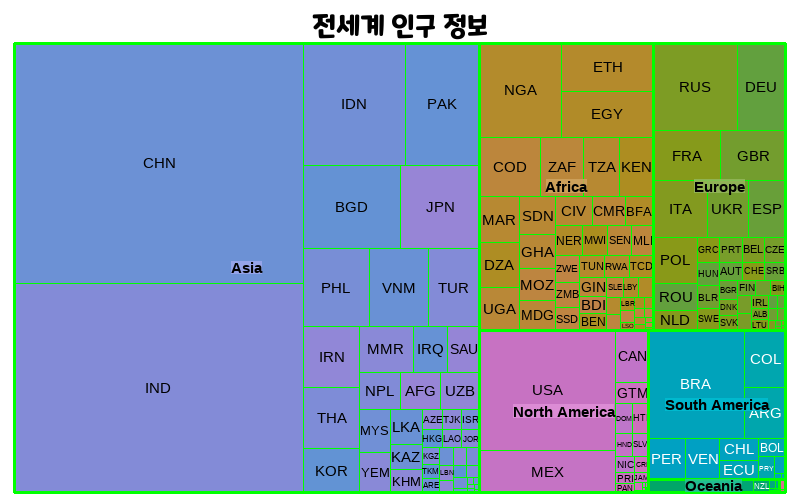 전세계 인구 정보
CHN
IND
Asia
IDN
PAK
BGD
JPN
PHL
VNM
TUR
IRN
MMR
IRQ
SAU
THA
NPL
AFG
UZB
KOR
MYS
LKA
AZE
TJK
ISR
HKG
LAO
JOR
YEM
KAZ
KGZ
TKM
LBN
KHM
ARE
NGA
ETH
EGY
COD
ZAF
TZA
KEN
Africa
MAR
SDN
CIV
CMR
BFA
DZA
GHA
NER
MWI
SEN
MLI
UGA
MOZ
ZWE
TUN
RWA
TCD
MDG
ZMB
GIN
SLE
LBY
SSD
BDI
LBR
BEN
LSO
RUS
DEU
FRA
GBR
Europe
ITA
UKR
ESP
POL
GRC
PRT
BEL
CZE
HUN
AUT
CHE
SRB
ROU
BLR
BGR
FIN
BIH
NLD
SWE
DNK
IRL
SVK
ALB
LTU
USA
North America
MEX
CAN
GTM
DOM
HTI
HND
SLV
NIC
CRI
PRI
JAM
PAN
BRA
COL
South America
ARG
PER
VEN
CHL
BOL
ECU
PRY
Oceania
NZL